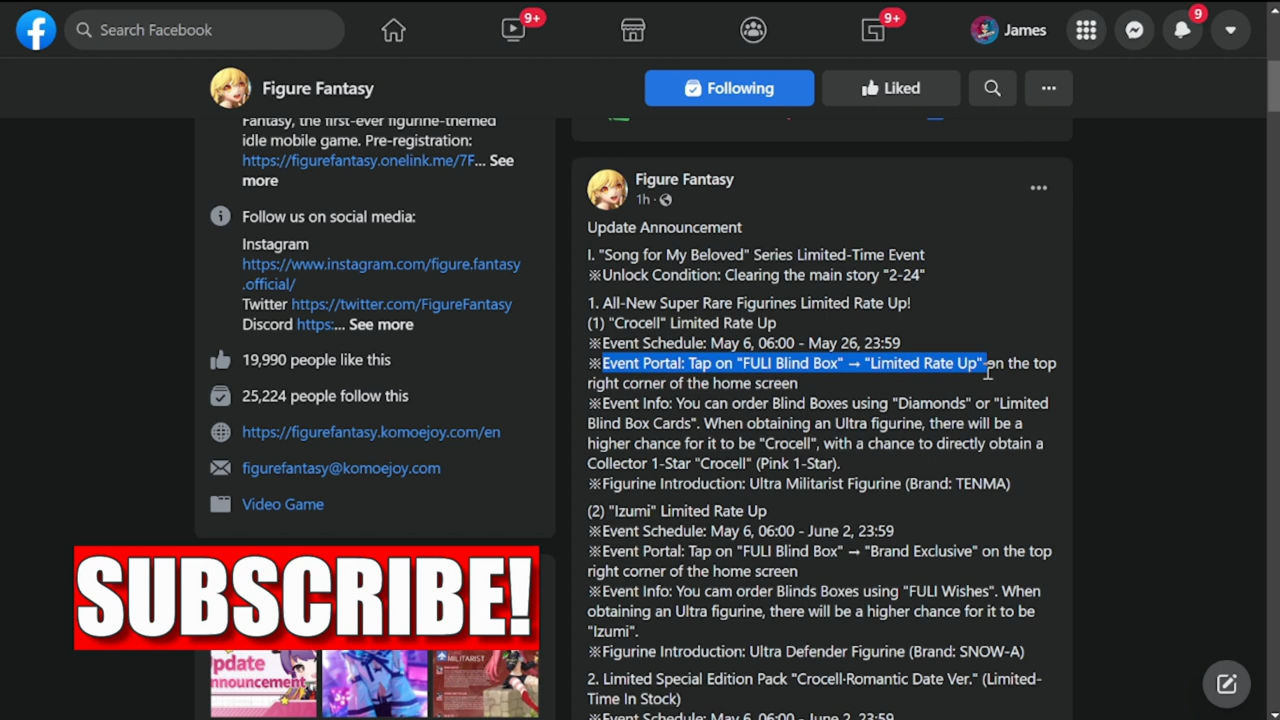 Search Facebook
9+
9+
James
9
Figure Fantasy
Following
Liked
Fantasy, the first-ever figurine-themed
idle mobile game. Pre-registration:
https://figurefantasy.onelink.me/7F... See
more
Follow us on social media:
Instagram
https://www.instagram.com/figure.fantasy
.official/
Twitter https://twitter.com/FigureFantasy
Discord https:... See more
19,990 people like this
25,224 people follow this
https://figurefantasy.komoejoy.com/en
figurefantasy@komoejoy.com
Video Game
SUBSCRIBE!
pdate
nnouncement
MILITARIST
Figure Fantasy
1h
Update Announcement
I. "Song for My Beloved" Series Limited-Time Event
※Unlock Condition: Clearing the main story "2-24"
1. All-New Super Rare Figurines Limited Rate Up!
(1) "Crocell" Limited Rate Up
※Event Schedule: May 6, 06:00 - May 26, 23:59
※Event Portal: Tap on "FULI Blind Box" → "Limited Rate Up" on the top
right corner of the home screen
※Event Info: You can order Blind Boxes using "Diamonds" or "Limited
Blind Box Cards". When obtaining an Ultra figurine, there will be a
higher chance for it to be "Crocell", with a chance to directly obtain a
Collector 1-Star "Crocell" (Pink 1-Star).
※Figurine Introduction: Ultra Militarist Figurine (Brand: TENMA)
(2) "Izumi" Limited Rate Up
※Event Schedule: May 6, 06:00 - June 2, 23:59
※Event Portal: Tap on "FULI Blind Box" → "Brand Exclusive" on the top
right corner of the home screen
※Event Info: You cam order Blinds Boxes using "FULI Wishes". When
obtaining an Ultra figurine, there will be a higher chance for it to be
"Izumi".
※Figurine Introduction: Ultra Defender Figurine (Brand: SNOW-A)
2. Limited Special Edition Pack "Crocell·Romantic Date Ver." (Limited-
Time In Stock)
※Event Schedule: May 6, 06:00 - May 26, 23:59